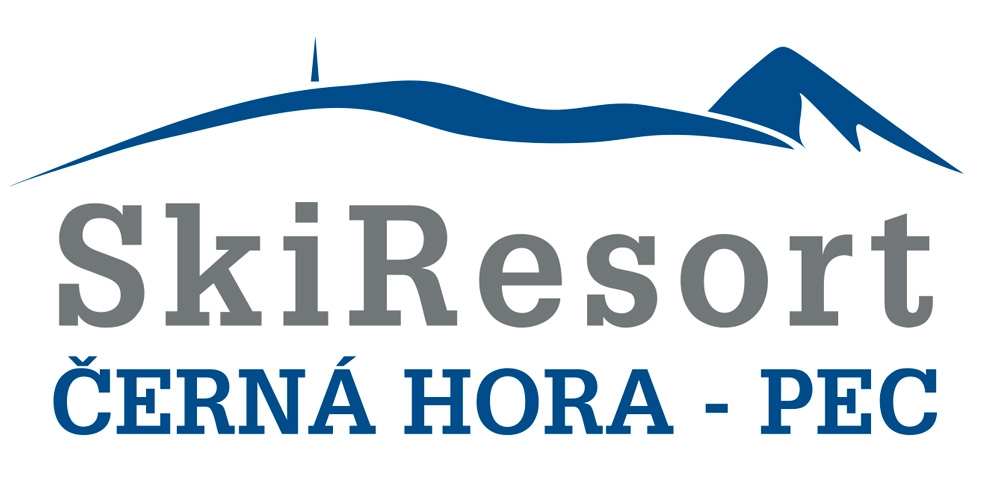 SkiResort
ČERNÁ HORA - PEC